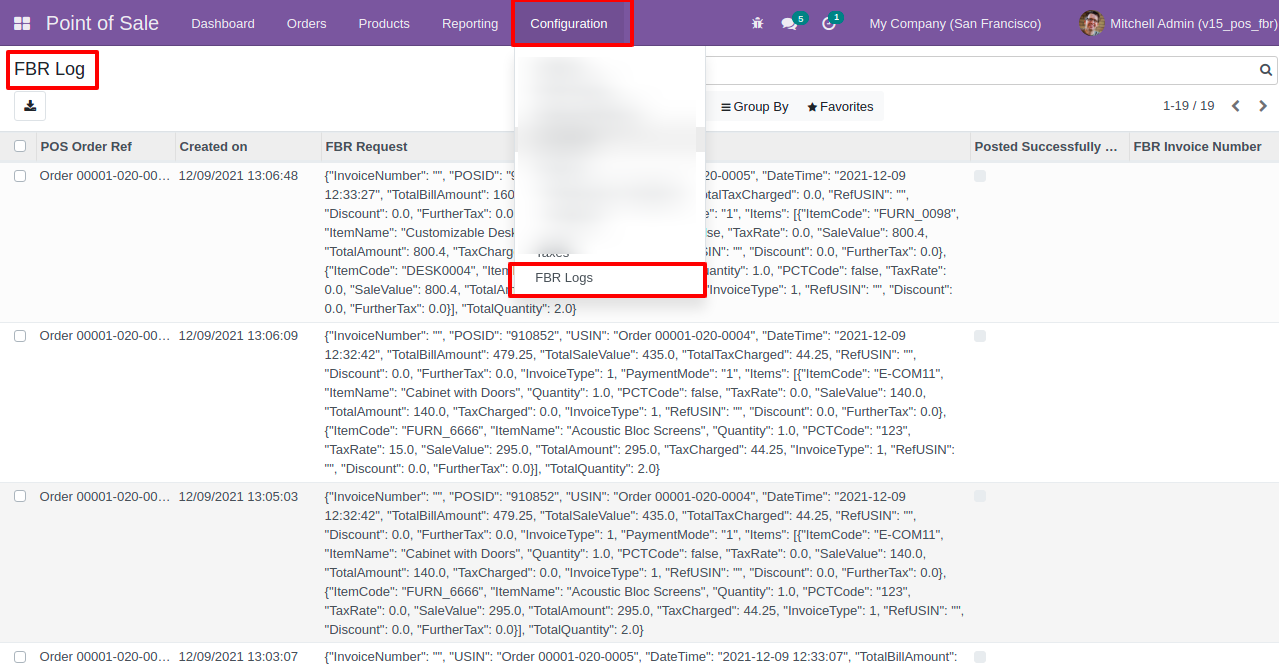 Point of Sale Dashboard Orders Products Reporting Configuration 5 1 My Company (San Francisco) Mitchell Admin (v15_pos_fbr)
FBR Log
Group By Favorites 1-19 / 19
POS Order Ref Created on FBR Request Posted Successfully ... FBR Invoice Number
Order 00001-020-00... 12/09/2021 13:06:48 {"InvoiceNumber": "", "POSID": "9 020-0005", "DateTime": "2021-12-09
12:33:27", "TotalBillAmount": 160 talTaxCharged": 0.0, "RefUSIN": "",
"Discount": 0.0, "FurtherTax": 0.0 "1", "Items": [{"ItemCode": "FURN_0098",
"ItemName": "Customizable Desk "TaxRate": 0.0, "SaleValue": 800.4,
"TotalAmount": 800.4, "TaxCharg "", "Discount": 0.0, "FurtherTax": 0.0},
Taxes
{"ItemCode": "DESK0004", "Item uantity": 1.0, "PCTCode": false, "TaxRate":
FBR Logs
0.0, "SaleValue": 800.4, "TotalAm InvoiceType": 1, "RefUSIN": "", "Discount":
0.0, "FurtherTax": 0.0}], "TotalQuantity": 2.0}
Order 00001-020-00... 12/09/2021 13:06:09 {"InvoiceNumber": "", "POSID": "910852", "USIN": "Order 00001-020-0004", "DateTime": "2021-12-09
12:32:42", "TotalBillAmount": 479.25, "TotalSaleValue": 435.0, "TotalTaxCharged": 44.25, "RefUSIN": "",
"Discount": 0.0, "FurtherTax": 0.0, "InvoiceType": 1, "PaymentMode": "1", "Items": [{"ItemCode": "E-COM11",
"ItemName": "Cabinet with Doors", "Quantity": 1.0, "PCTCode": false, "TaxRate": 0.0, "SaleValue": 140.0,
"TotalAmount": 140.0, "TaxCharged": 0.0, "InvoiceType": 1, "RefUSIN": "", "Discount": 0.0, "FurtherTax": 0.0},
{"ItemCode": "FURN_6666", "ItemName": "Acoustic Bloc Screens", "Quantity": 1.0, "PCTCode": "123",
"TaxRate": 15.0, "SaleValue": 295.0, "TotalAmount": 295.0, "TaxCharged": 44.25, "InvoiceType": 1, "RefUSIN":
"", "Discount": 0.0, "FurtherTax": 0.0}], "TotalQuantity": 2.0}
Order 00001-020-00... 12/09/2021 13:05:03 {"InvoiceNumber": "", "POSID": "910852", "USIN": "Order 00001-020-0004", "DateTime": "2021-12-09
12:32:42", "TotalBillAmount": 479.25, "TotalSaleValue": 435.0, "TotalTaxCharged": 44.25, "RefUSIN": "",
"Discount": 0.0, "FurtherTax": 0.0, "InvoiceType": 1, "PaymentMode": "1", "Items": [{"ItemCode": "E-COM11",
"ItemName": "Cabinet with Doors", "Quantity": 1.0, "PCTCode": false, "TaxRate": 0.0, "SaleValue": 140.0,
"TotalAmount": 140.0, "TaxCharged": 0.0, "InvoiceType": 1, "RefUSIN": "", "Discount": 0.0, "FurtherTax": 0.0},
{"ItemCode": "FURN_6666", "ItemName": "Acoustic Bloc Screens", "Quantity": 1.0, "PCTCode": "123",
"TaxRate": 0.0, "SaleValue": 295.0, "TotalAmount": 295.0, "TaxCharged": 44.25, "InvoiceType": 1, "RefUSIN": "",
"Discount": 0.0, "FurtherTax": 0.0}], "TotalQuantity": 2.0}
Order 00001-020-00... 12/09/2021 13:03:07 {"InvoiceNumber": "", "USIN": "Order 00001-020-0005", "DateTime": "2021-12-09 12:33:07", "TotalBillAmount":